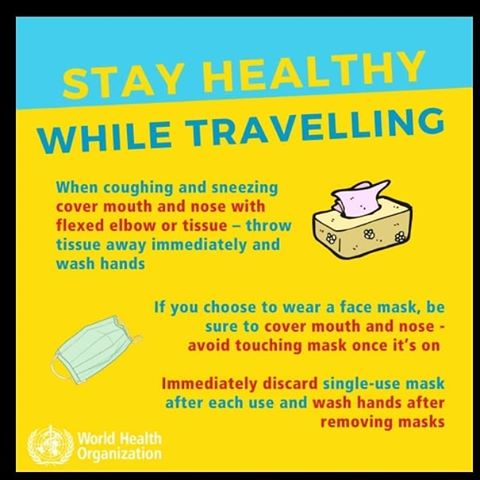 STAY HEALTHY
WHILE TRAVELLING
When coughing and sneezing
cover mouth and nose with
flexed elbow or tissue – throw
tissue away immediately and
wash hands
If you choose to wear a face mask, be
sure to cover mouth and nose -
avoid touching mask once it's on
Immediately discard single-use mask
after each use and wash hands after
removing masks
World Health
Organization